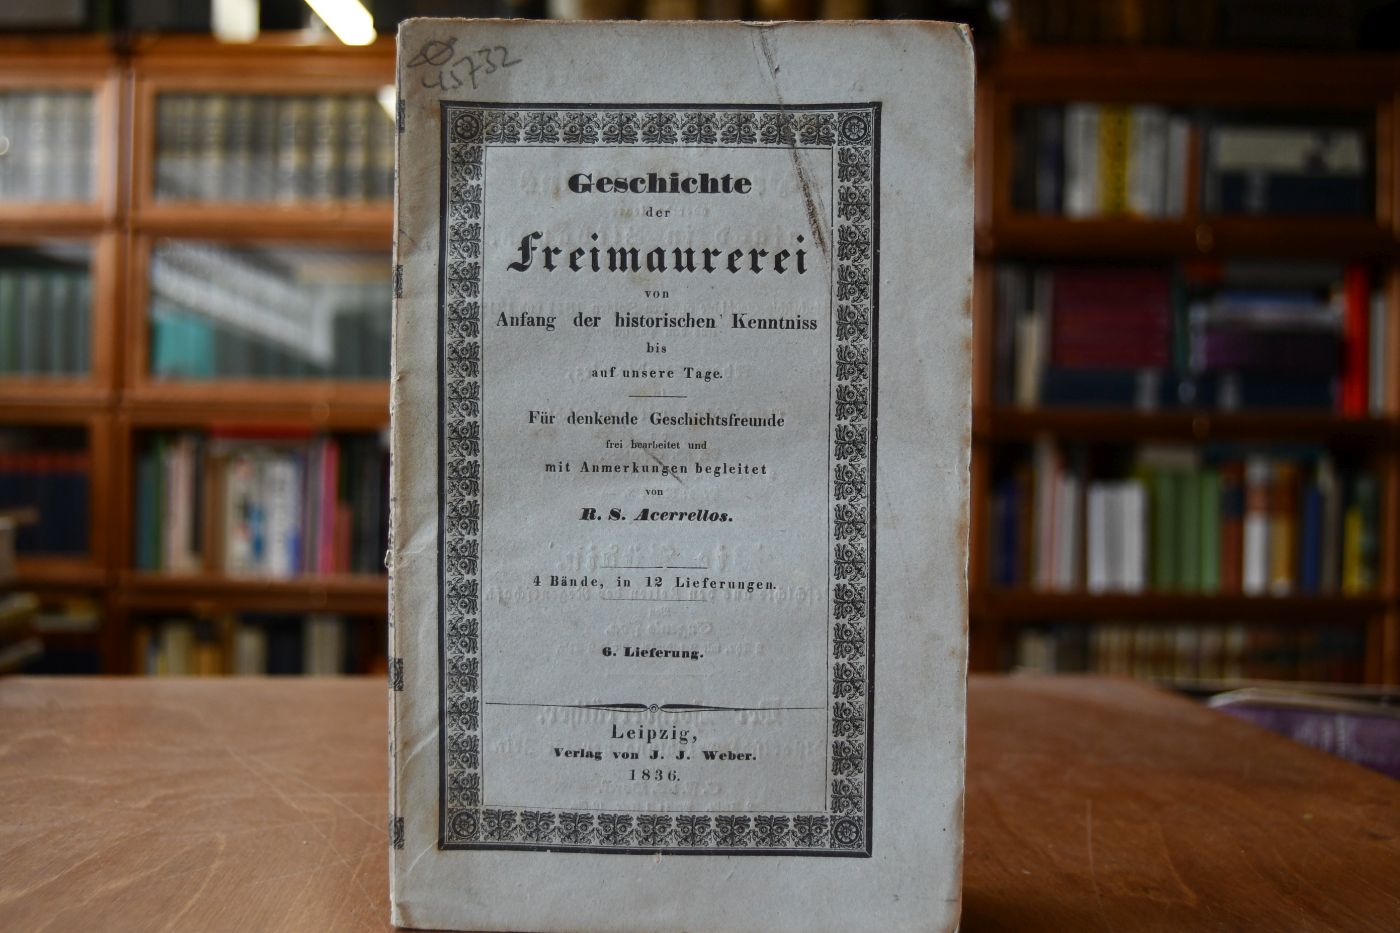 45732
Geschichte
der
Freimaurerei
von
Anfang der historischen Kenntniss
bis
auf unsere Tage.
Für denkende Geschichtsfreunde
frei bearbeitet und
mit Anmerkungen begleitet
von
R. S. Acerrellos.
4 Bände, in 12 Lieferungen.
6. Lieferung.
Leipzig,
Verlag von J. J. Weber.
1836.